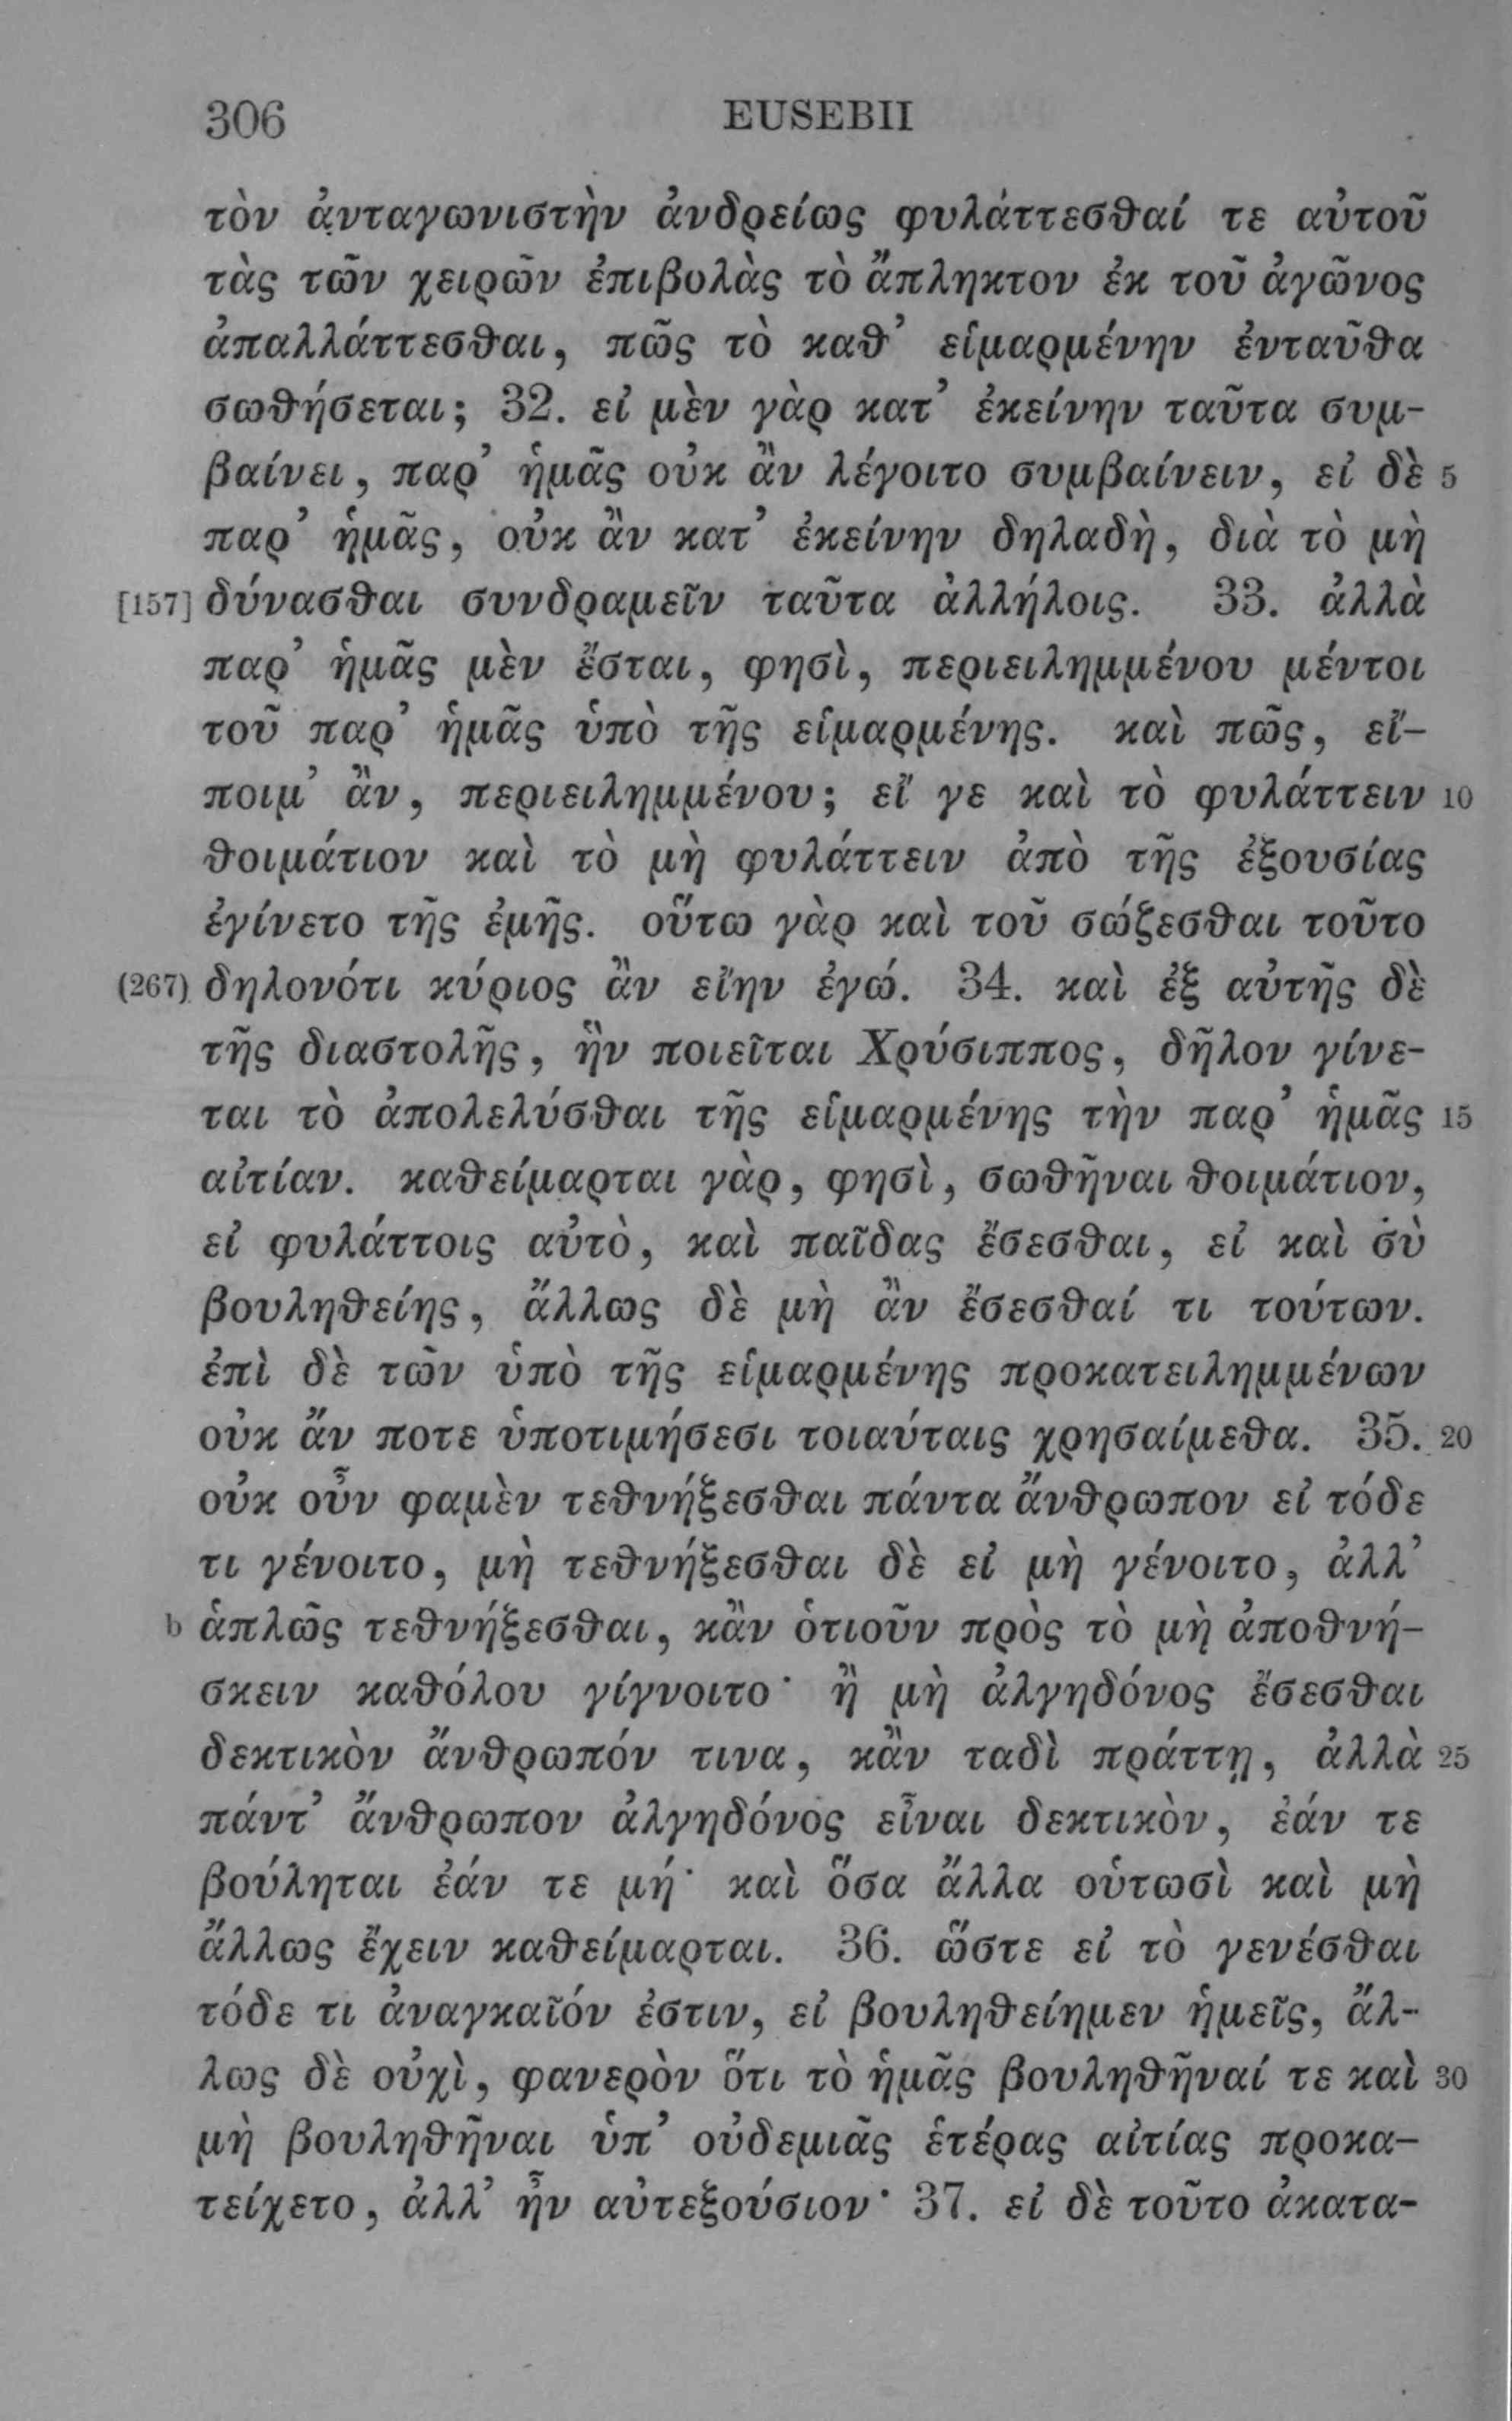 306 EUSEBII
τὸν ἀνταγωνιστὴν ἀνδρείως φυλάττεσθαί τε αὐτοῦ
τὰς τῶν χειρῶν ἐπιβολὰς τὸ ἄπληκτον ἐκ τοῦ ἀγῶνος
ἀπαλλάττεσθαι, πῶς τὸ καθ’ εἱμαρμένην ἐνταῦθα
σωθήσεται; 32. εἰ μὲν γὰρ κατ’ ἐκείνην ταῦτα συμ-
βαίνει, παρ’ ἡμᾶς οὐκ ἂν λέγοιτο συμβαίνειν, εἰ δὲ 5
παρ’ ἡμᾶς, οὐκ ἂν κατ’ ἐκείνην δηλαδὴ, διὰ τὸ μὴ
[157] δύνασθαι συνδραμεῖν ταῦτα ἀλλήλοις. 33. ἀλλὰ
παρ’ ἡμᾶς μὲν ἔσται, φησὶ, περιειλημμένου μέντοι
τοῦ παρ’ ἡμᾶς ὑπὸ τῆς εἱμαρμένης. καὶ πῶς, εἴ-
ποιμ’ ἂν, περιειλημμένου; εἴ γε καὶ τὸ φυλάττειν 10
θοιμάτιον καὶ τὸ μὴ φυλάττειν ἀπὸ τῆς ἐξουσίας
ἐγίνετο τῆς ἐμῆς. οὕτω γὰρ καὶ τοῦ σώζεσθαι τοῦτο
(267) δηλονότι κύριος ἂν εἴην ἐγώ. 34. καὶ ἐξ αὐτῆς δὲ
τῆς διαστολῆς, ἣν ποιεῖται Χρύσιππος, δῆλον γίνε-
ται τὸ ἀπολελύσθαι τῆς εἱμαρμένης τὴν παρ’ ἡμᾶς 15
αἰτίαν. καθείμαρται γὰρ, φησὶ, σωθῆναι θοιμάτιον,
εἰ φυλάττοις αὐτὸ, καὶ παῖδας ἔσεσθαι, εἰ καὶ σὺ
βουληθείης, ἄλλως δὲ μὴ ἂν ἔσεσθαί τι τούτων.
ἐπὶ δὲ τῶν ὑπὸ τῆς εἱμαρμένης προκατειλημμένων
οὐκ ἄν ποτε ὑποτιμήσεσι τοιαύταις χρησαίμεθα. 35. 20
οὐκ οὖν φαμὲν τεθνήξεσθαι πάντα ἄνθρωπον εἰ τόδε
τι γένοιτο, μὴ τεθνήξεσθαι δὲ εἰ μὴ γένοιτο, ἀλλ’
b ἁπλῶς τεθνήξεσθαι, κἂν ὁτιοῦν πρὸς τὸ μὴ ἀποθνή-
σκειν καθόλου γίγνοιτο· ἢ μὴ ἀλγηδόνος ἔσεσθαι
δεκτικὸν ἄνθρωπόν τινα, κἂν ταδὶ πράττῃ, ἀλλὰ 25
πάντ’ ἄνθρωπον ἀλγηδόνος εἶναι δεκτικὸν, ἐάν τε
βούληται ἐάν τε μή· καὶ ὅσα ἄλλα οὑτωσὶ καὶ μὴ
ἄλλως ἔχειν καθείμαρται. 36. ὥστε εἰ τὸ γενέσθαι
τόδε τι ἀναγκαῖόν ἐστιν, εἰ βουληθείημεν ἡμεῖς, ἄλ-
λως δὲ οὐχὶ, φανερὸν ὅτι τὸ ἡμᾶς βουληθῆναί τε καὶ 30
μὴ βουληθῆναι ὑπ’ οὐδεμιᾶς ἑτέρας αἰτίας προκα-
τείχετο, ἀλλ’ ἦν αὐτεξούσιον· 37. εἰ δὲ τοῦτο ἀκατα-